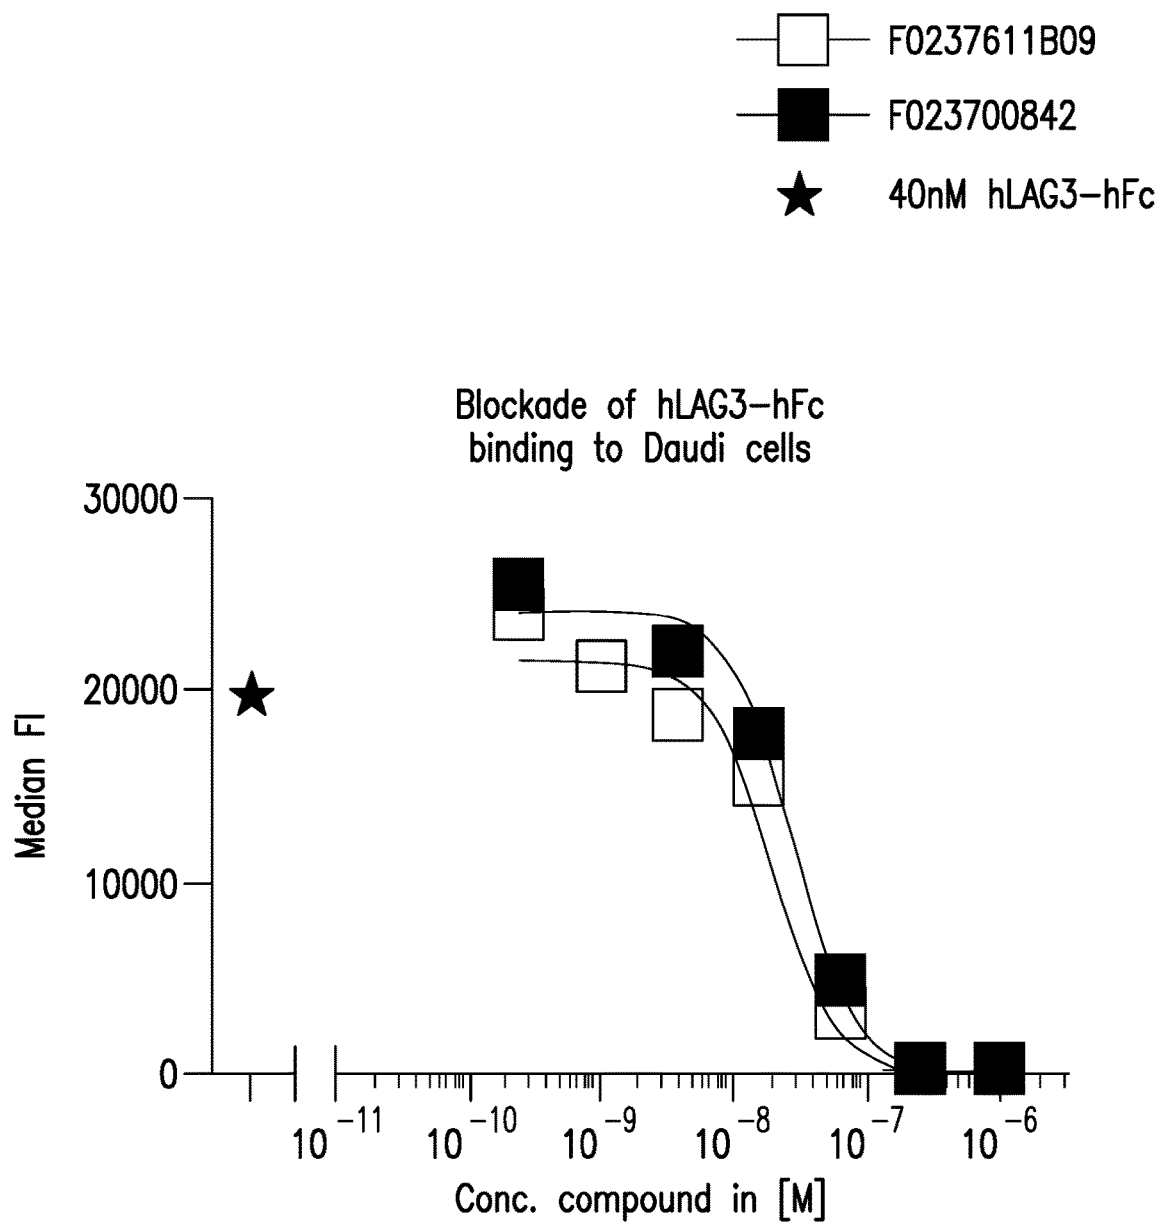 F0237611B09
F023700842
40nM hLAG3-hFc
Blockade of hLAG3-hFc
binding to Daudi cells
30000
20000
10000
0
Median FI
10-11 10-10 10-9 10-8 10-7 10-6
Conc. compound in [M]